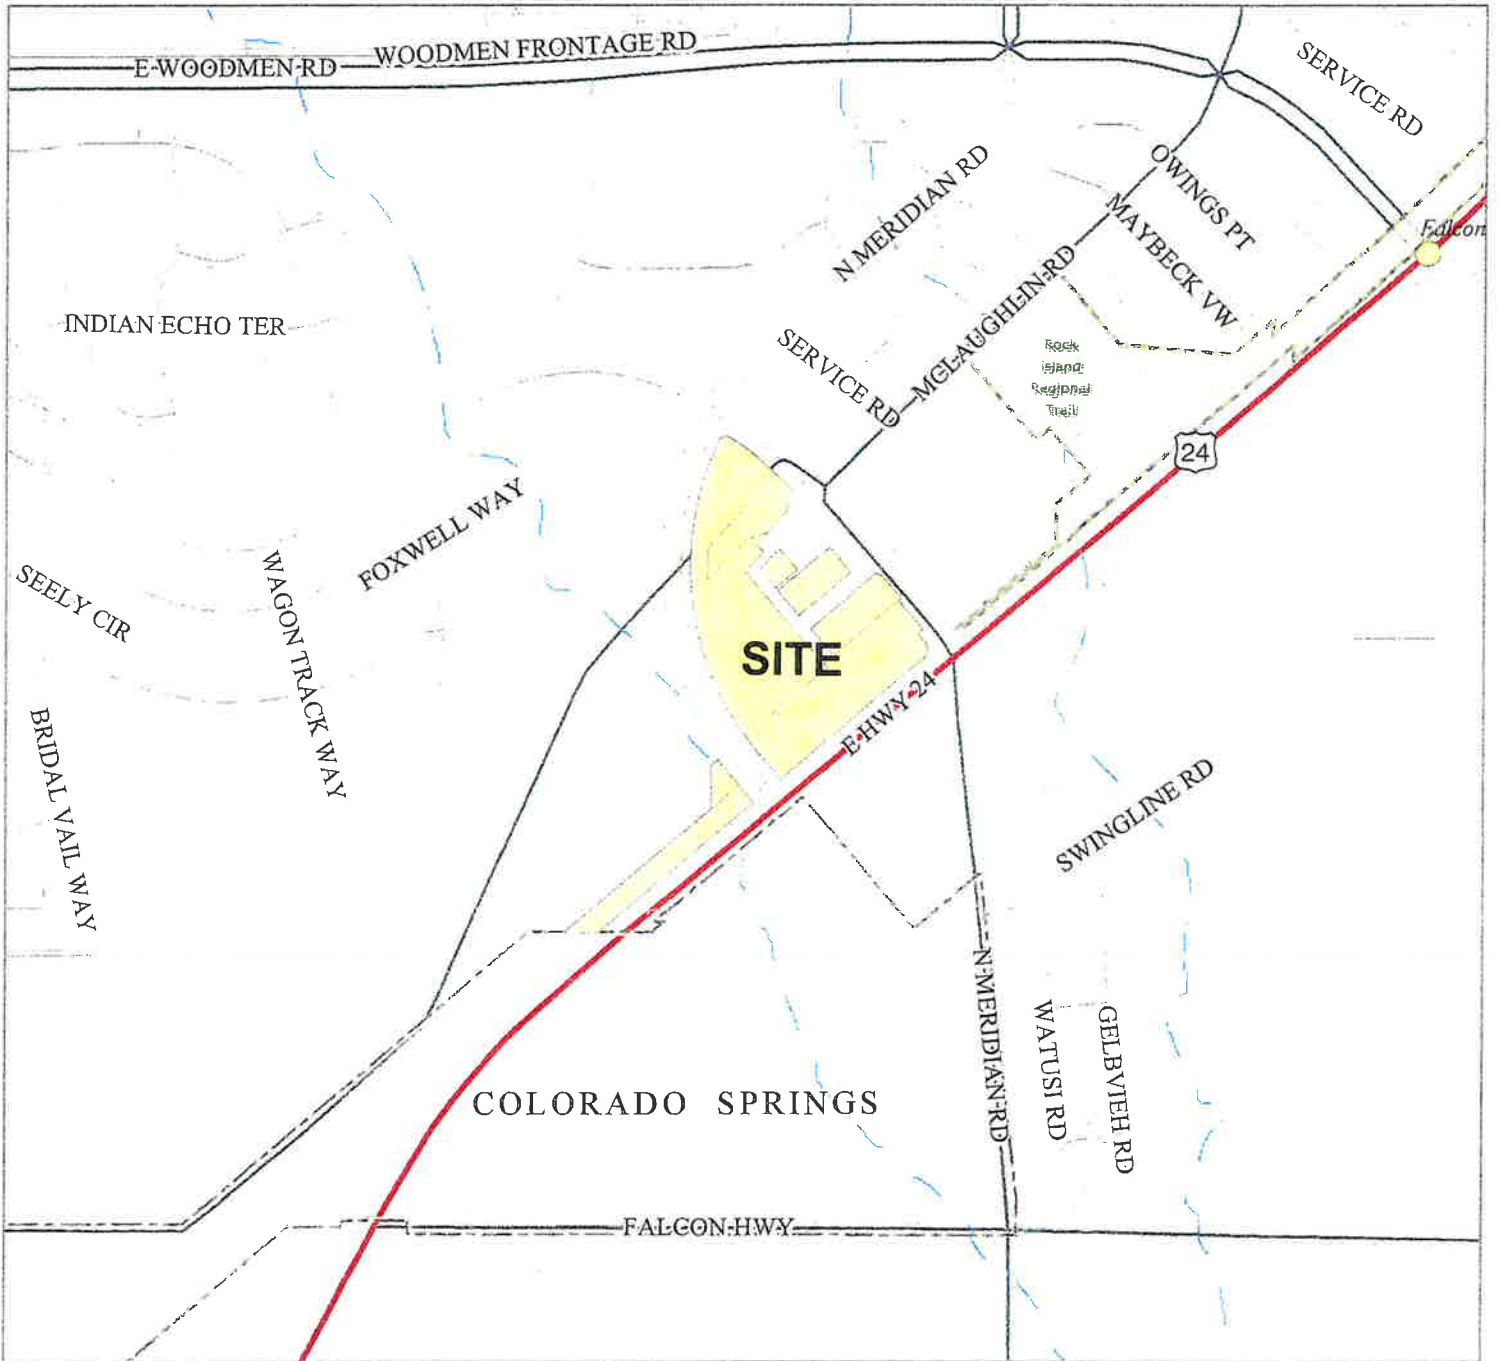 WOODMEN FRONTAGE RD
E WOODMEN RD
SERVICE RD
OWINGS PT
N MERIDIAN RD
MAYBECK VW
Falcon
MCLAUGHLIN RD
INDIAN ECHO TER
SERVICE RD
Rock
Island
Regional
Trail
24
FOXWELL WAY
SEELY CIR
WAGON TRACK WAY
SITE
E HWY 24
BRIDAL VAIL WAY
SWINGLINE RD
N MERIDIAN RD
WATUSI RD
GELBVIEH RD
COLORADO SPRINGS
FALCON HWY